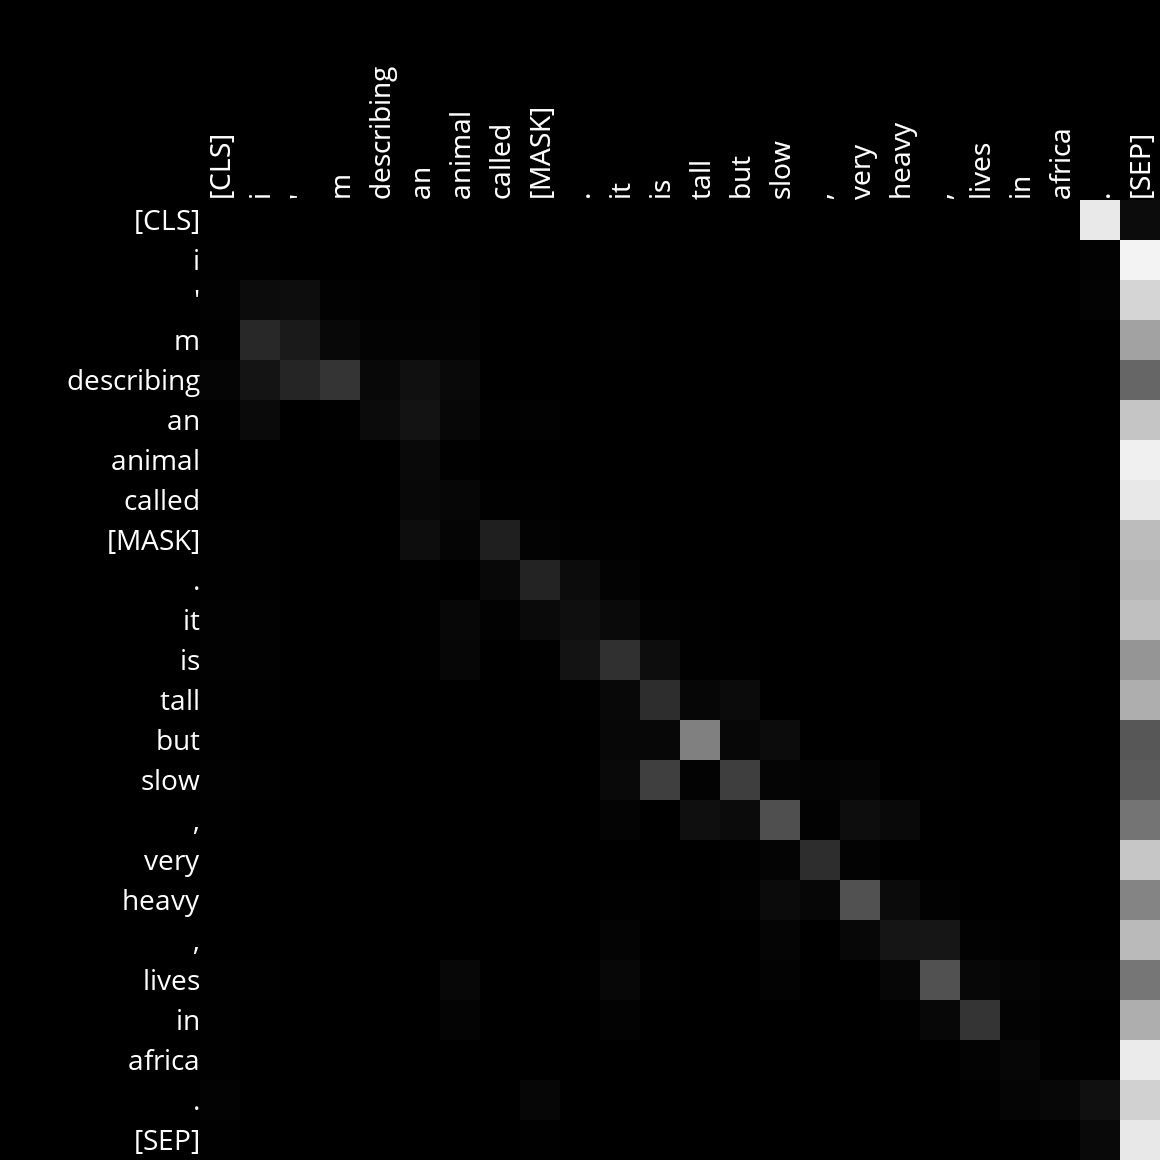 [CLS] i ' m describing an animal called [MASK] . it is tall but slow , very heavy , lives in africa . [SEP]
[CLS]
i
'
m
describing
an
animal
called
[MASK]
.
it
is
tall
but
slow
,
very
heavy
,
lives
in
africa
.
[SEP]